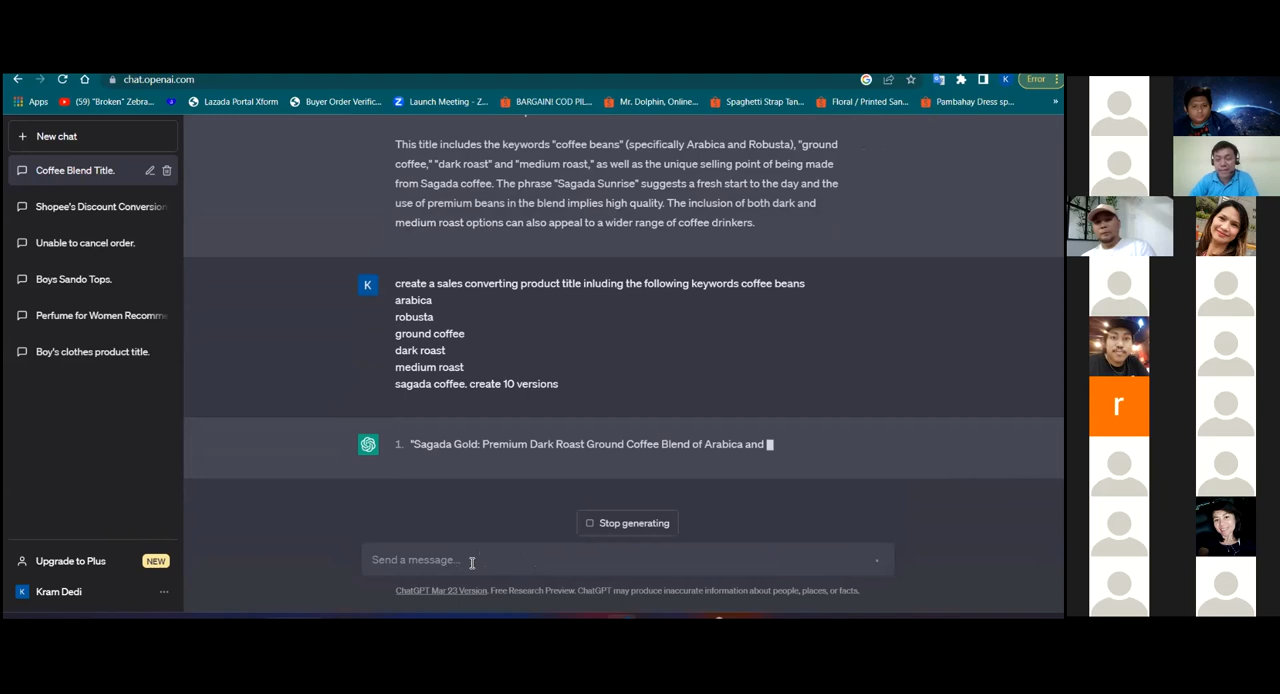 chat.openai.com
Error
Apps
(59) "Broken" Zebra...
Lazada Portal Xform
Buyer Order Verific...
Launch Meeting - Z...
BARGAIN! COD PIL...
Mr. Dolphin, Online...
Spaghetti Strap Tan...
Floral / Printed San...
Pambahay Dress sp...
New chat
Coffee Blend Title.
Shopee's Discount Conversion
Unable to cancel order.
Boys Sando Tops.
Perfume for Women Recomme
Boy's clothes product title.
Upgrade to Plus
NEW
K
Kram Dedi
This title includes the keywords "coffee beans" (specifically Arabica and Robusta), "ground
coffee," "dark roast" and "medium roast," as well as the unique selling point of being made
from Sagada coffee. The phrase "Sagada Sunrise" suggests a fresh start to the day and the
use of premium beans in the blend implies high quality. The inclusion of both dark and
medium roast options can also appeal to a wider range of coffee drinkers.
K
create a sales converting product title inluding the following keywords coffee beans
arabica
robusta
ground coffee
dark roast
medium roast
sagada coffee. create 10 versions
1. "Sagada Gold: Premium Dark Roast Ground Coffee Blend of Arabica and
Stop generating
Send a message...
ChatGPT Mar 23 Version. Free Research Preview. ChatGPT may produce inaccurate information about people, places, or facts.
K
r